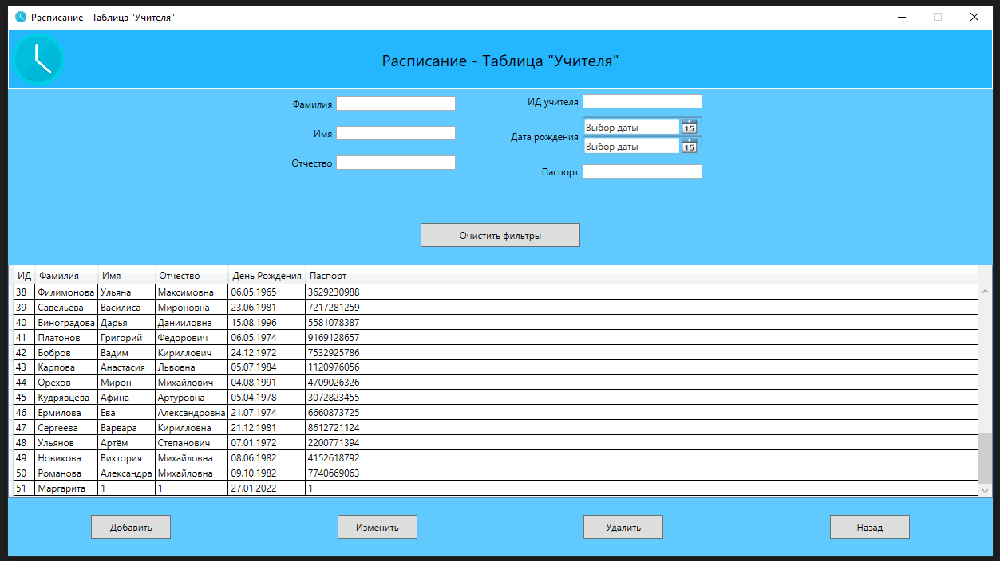 Расписание - Таблица "Учителя"
Расписание - Таблица "Учителя"
Фамилия
ИД учителя
Имя
Дата рождения
Выбор даты 15
Выбор даты 15
Отчество
Паспорт
Очистить фильтры
ИД Фамилия Имя Отчество День Рождения Паспорт
38 Филимонова Ульяна Максимовна 06.05.1965 3629230988
39 Савельева Василиса Мироновна 23.06.1981 7217281259
40 Виноградова Дарья Данииловна 15.08.1996 5581078387
41 Платонов Григорий Фёдорович 06.05.1974 9169128657
42 Бобров Вадим Кириллович 24.12.1972 7532925786
43 Карпова Анастасия Львовна 05.07.1984 1120976056
44 Орехов Мирон Михайлович 04.08.1991 4709026326
45 Кудрявцева Афина Артуровна 05.04.1978 3072823455
46 Ермилова Ева Александровна 21.07.1974 6660873725
47 Сергеева Варвара Кирилловна 21.12.1981 8612721124
48 Ульянов Артём Степанович 07.01.1972 2200771394
49 Новикова Виктория Михайловна 08.06.1982 4152618792
50 Романова Александра Михайловна 09.10.1982 7740669063
51 Маргарита 1 1 27.01.2022 1
Добавить Изменить Удалить Назад